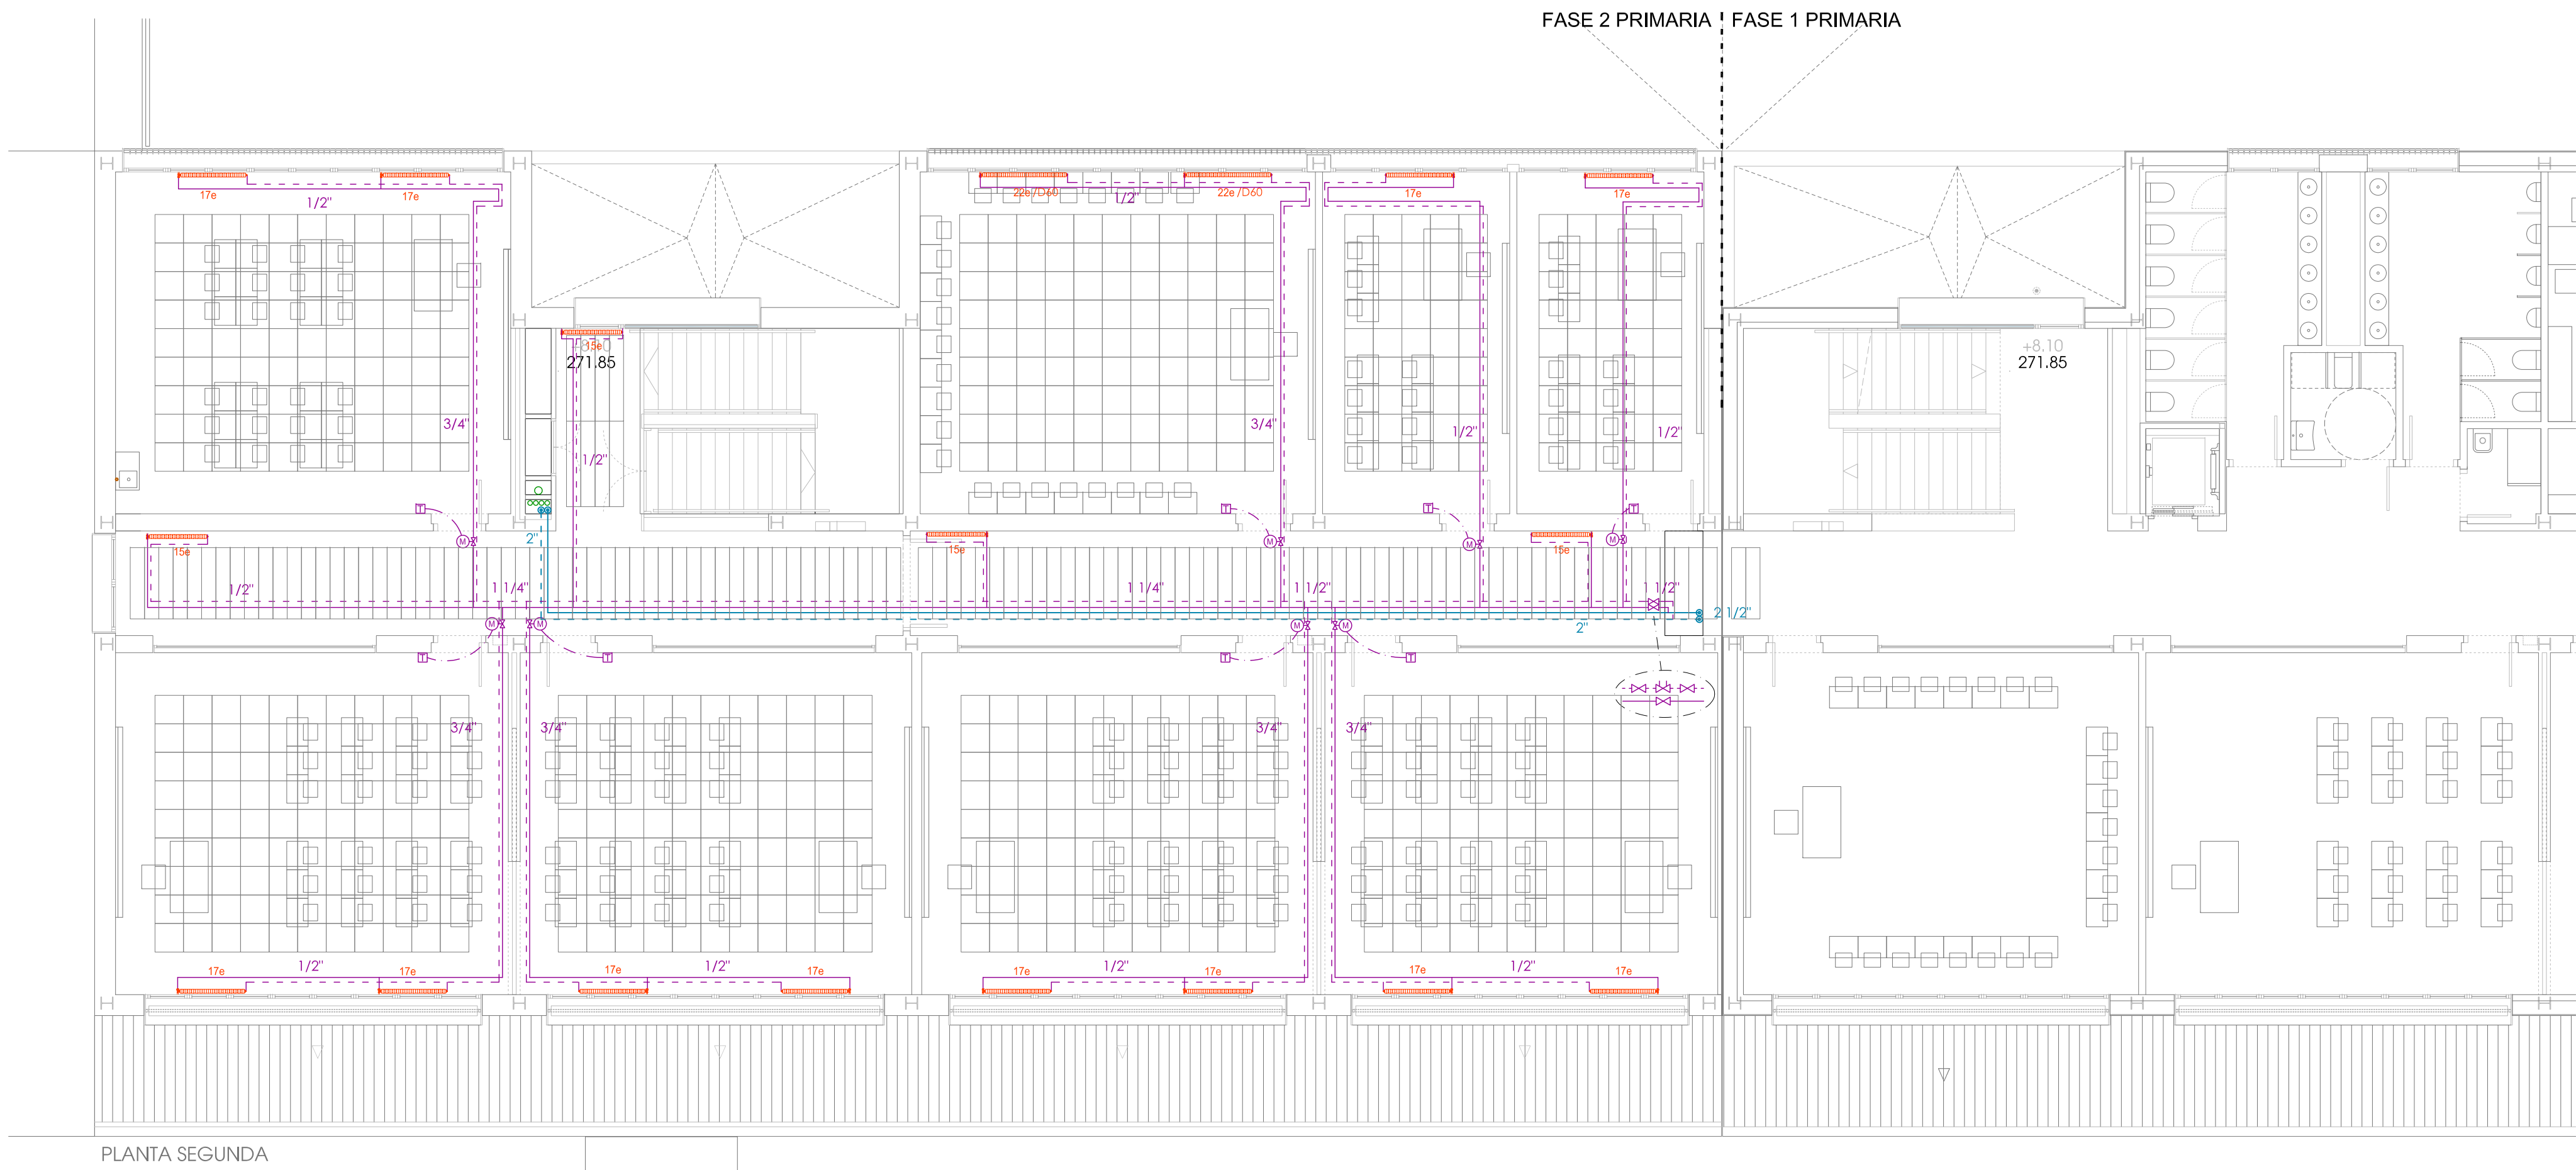 FASE 2 PRIMARIA FASE 1 PRIMARIA
17e 1/2" 17e
22e/D60 1/2" 22e/D60
17e
17e
15e
+8.10
271.85
+8.10
271.85
3/4"
3/4"
1/2"
1/2"
1/2"
T
T
T
T
2"
M
M
M
M
15e
15e
15e
1/2"
1 1/4"
1 1/4"
1 1/2"
1 1/2"
2 1/2"
2"
M
M
M
M
T
T
T
T
3/4"
3/4"
3/4"
3/4"
17e 1/2" 17e
17e 1/2" 17e
17e 1/2" 17e
17e 1/2" 17e
PLANTA SEGUNDA